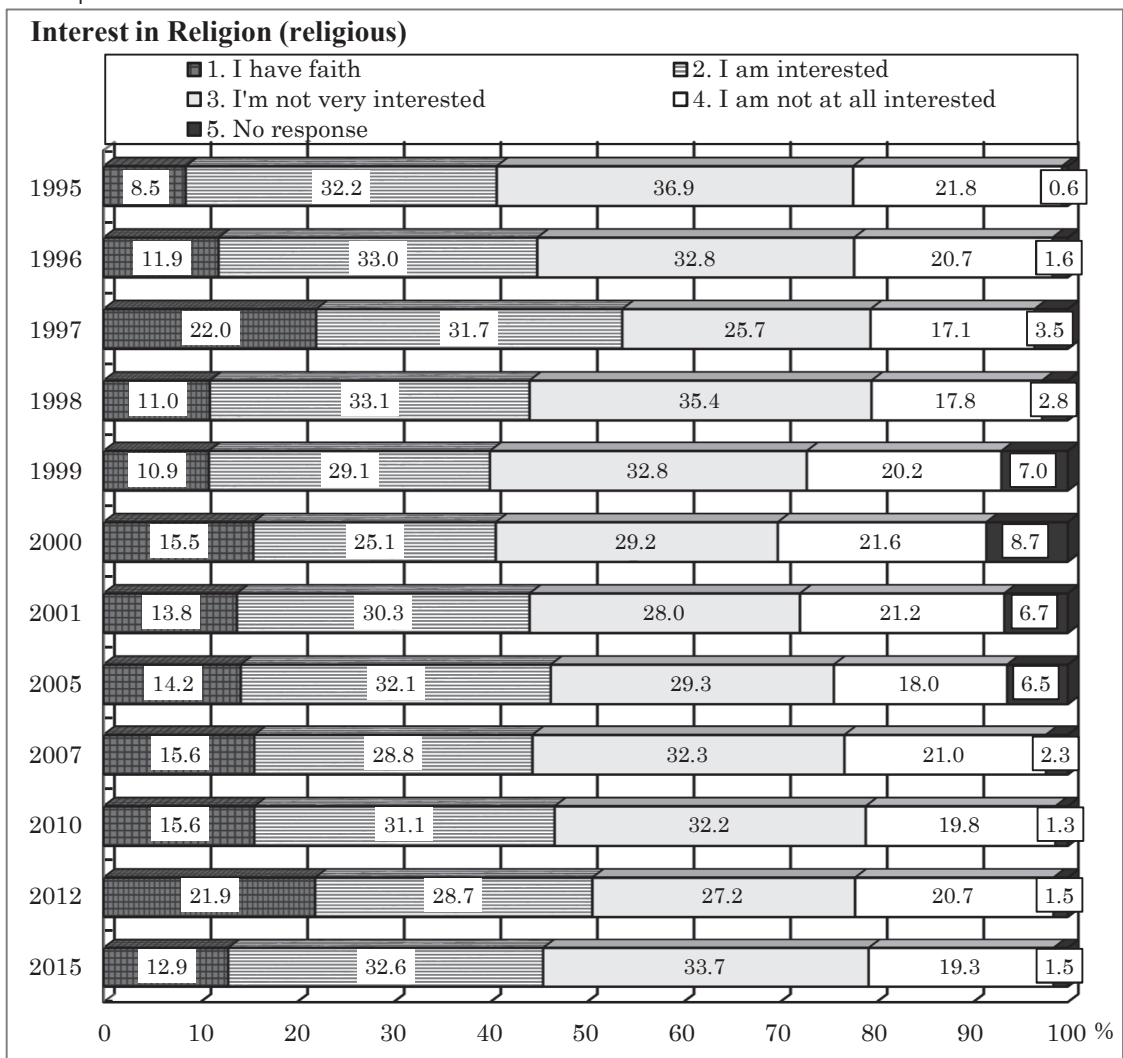 Interest in Religion (religious)
1. I have faith 2. I am interested
3. I'm not very interested 4. I am not at all interested
5. No response
1995 8.5 32.2 36.9 21.8 0.6
1996 11.9 33.0 32.8 20.7 1.6
1997 22.0 31.7 25.7 17.1 3.5
1998 11.0 33.1 35.4 17.8 2.8
1999 10.9 29.1 32.8 20.2 7.0
2000 15.5 25.1 29.2 21.6 8.7
2001 13.8 30.3 28.0 21.2 6.7
2005 14.2 32.1 29.3 18.0 6.5
2007 15.6 28.8 32.3 21.0 2.3
2010 15.6 31.1 32.2 19.8 1.3
2012 21.9 28.7 27.2 20.7 1.5
2015 12.9 32.6 33.7 19.3 1.5
0 10 20 30 40 50 60 70 80 90 100 %